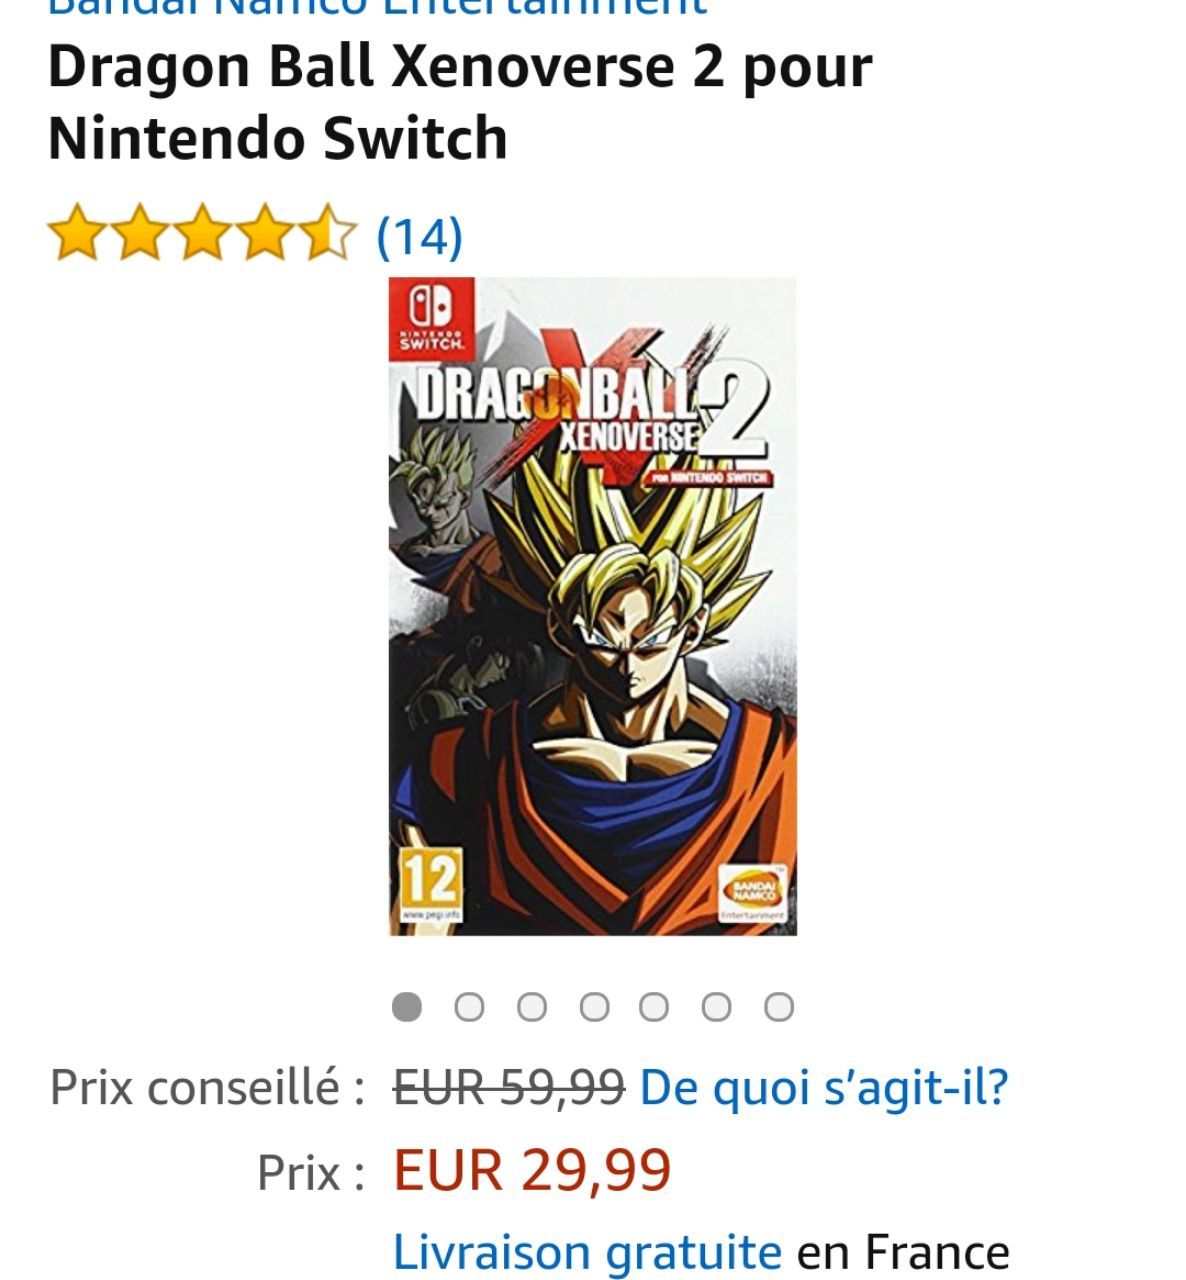 Bandai Namco Entertainment
Dragon Ball Xenoverse 2 pour
Nintendo Switch
(14)
NINTENDO
SWITCH.
DRAGONBALL
XENOVERSE 2
POR NINTENDO SWITCH
12
www.pegi.info
BANDAI
NAMCO
Entertainment
Prix conseillé : EUR 59,99 De quoi s’agit-il?
Prix : EUR 29,99
Livraison gratuite en France